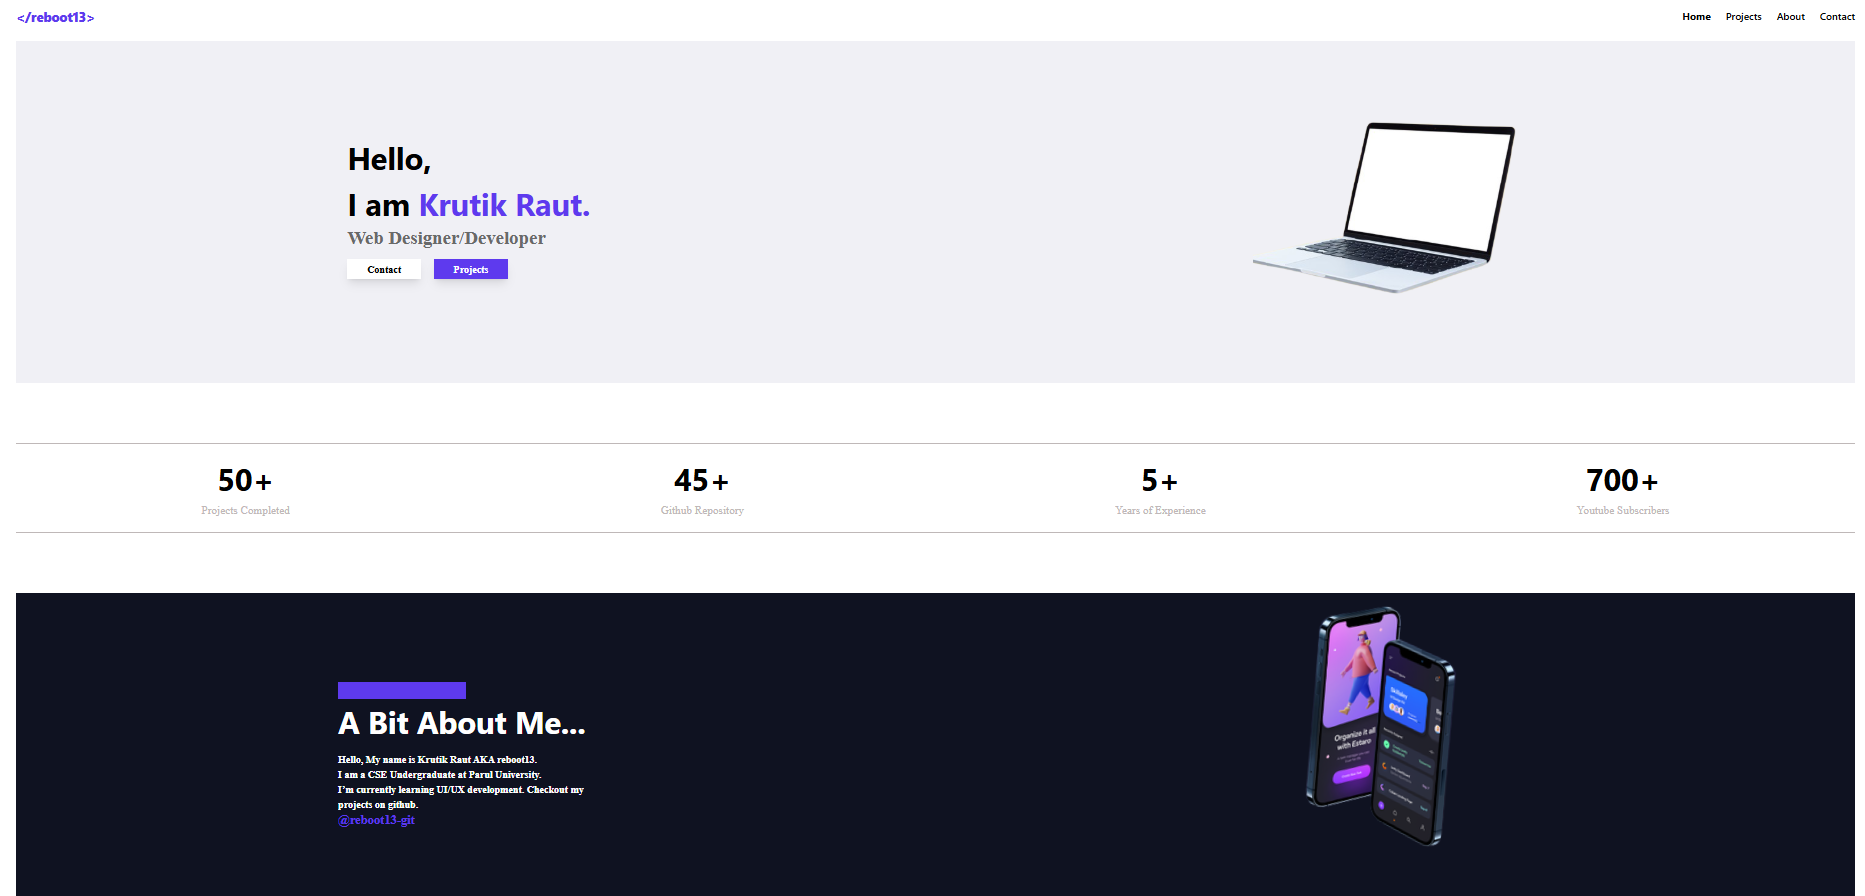 </reboot13>
Home Projects About Contact
Hello,
I am Krutik Raut.
Web Designer/Developer
Contact Projects
50+ 45+ 5+ 700+
Projects Completed Github Repository Years of Experience Youtube Subscribers
A Bit About Me...
Hello, My name is Krutik Raut AKA reboot13.
I am a CSE Undergraduate at Parul University.
I'm currently learning UI/UX development. Checkout my
projects on github.
@reboot13-git
Organize it all
with Estaro